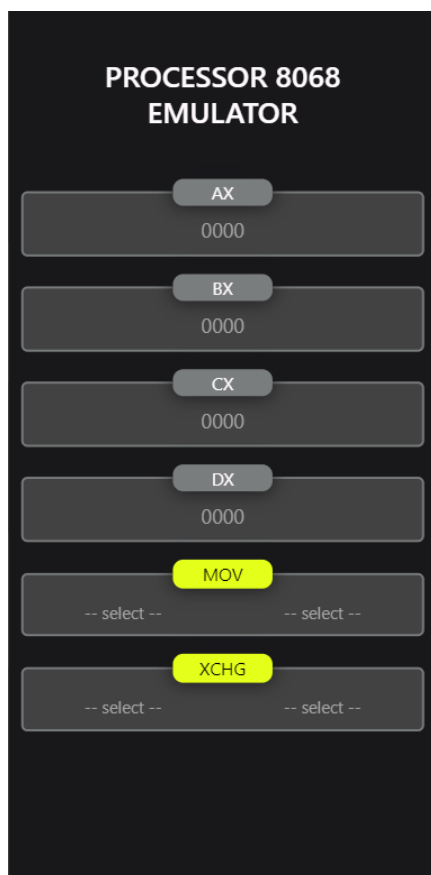 PROCESSOR 8068
EMULATOR
AX
0000
BX
0000
CX
0000
DX
0000
MOV
-- select -- -- select --
XCHG
-- select -- -- select --